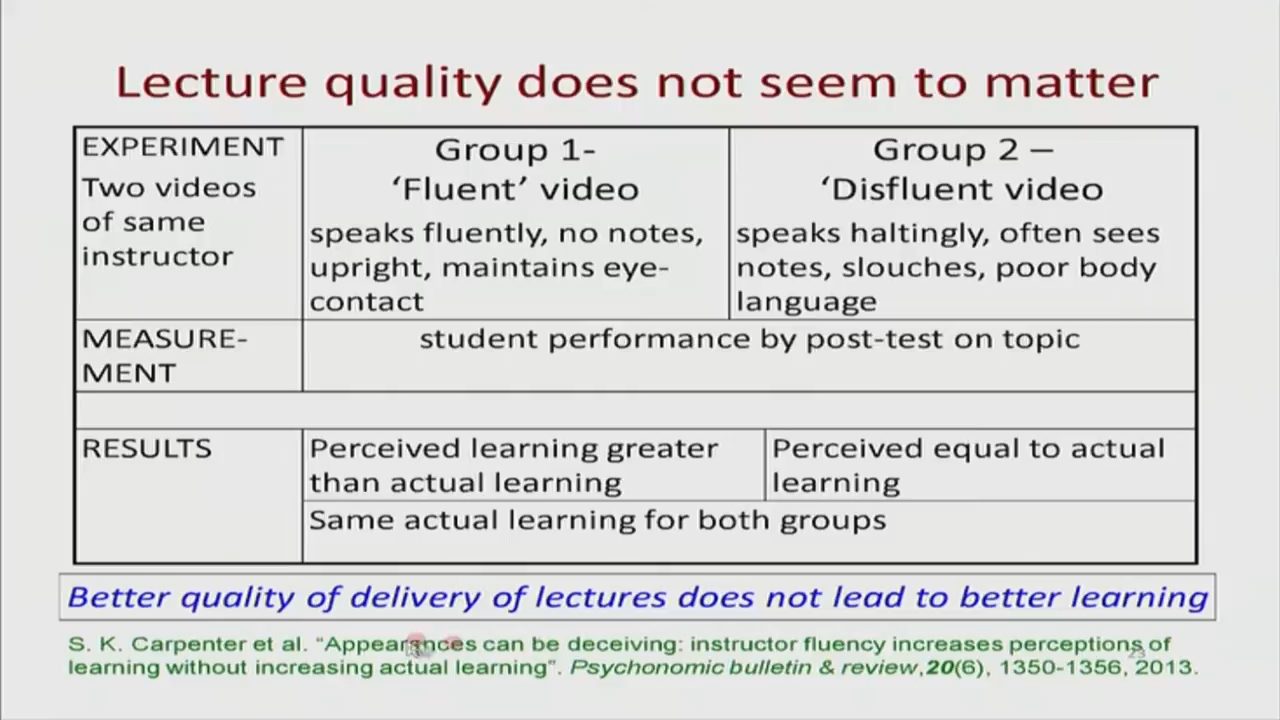 Lecture quality does not seem to matter
EXPERIMENT
Two videos
of same
instructor
Group 1-
‘Fluent’ video
speaks fluently, no notes,
upright, maintains eye-
contact
Group 2 –
‘Disfluent video
speaks haltingly, often sees
notes, slouches, poor body
language
MEASURE-
MENT
student performance by post-test on topic
RESULTS
Perceived learning greater
than actual learning
Perceived equal to actual
learning
Same actual learning for both groups
Better quality of delivery of lectures does not lead to better learning
S. K. Carpenter et al. “Appearances can be deceiving: instructor fluency increases perceptions of
learning without increasing actual learning”. Psychonomic bulletin & review,20(6), 1350-1356, 2013.
23